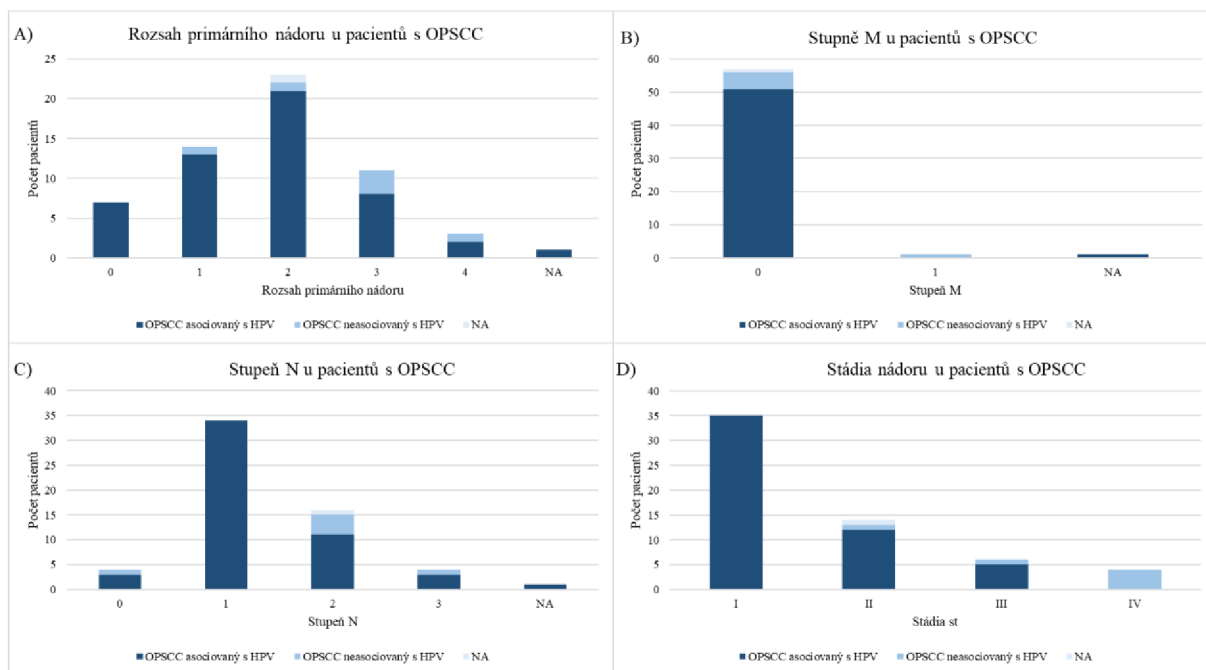 A)
Rozsah primárního nádoru u pacientů s OPSCC
Počet pacientů
25
20
15
10
5
0
0 1 2 3 4 NA
Rozsah primárního nádoru
OPSCC asociovaný s HPV OPSCC neasociovaný s HPV NA
B)
Stupně M u pacientů s OPSCC
Počet pacientů
60
50
40
30
20
10
0
0 1 NA
Stupeň M
OPSCC asociovaný s HPV OPSCC neasociovaný s HPV NA
C)
Stupeň N u pacientů s OPSCC
Počet pacientů
40
35
30
25
20
15
10
5
0
0 1 2 3 NA
Stupeň N
OPSCC asociovaný s HPV OPSCC neasociovaný s HPV NA
D)
Stádia nádoru u pacientů s OPSCC
Počet pacientů
40
35
30
25
20
15
10
5
0
I II III IV
Stádia st
OPSCC asociovaný s HPV OPSCC neasociovaný s HPV NA